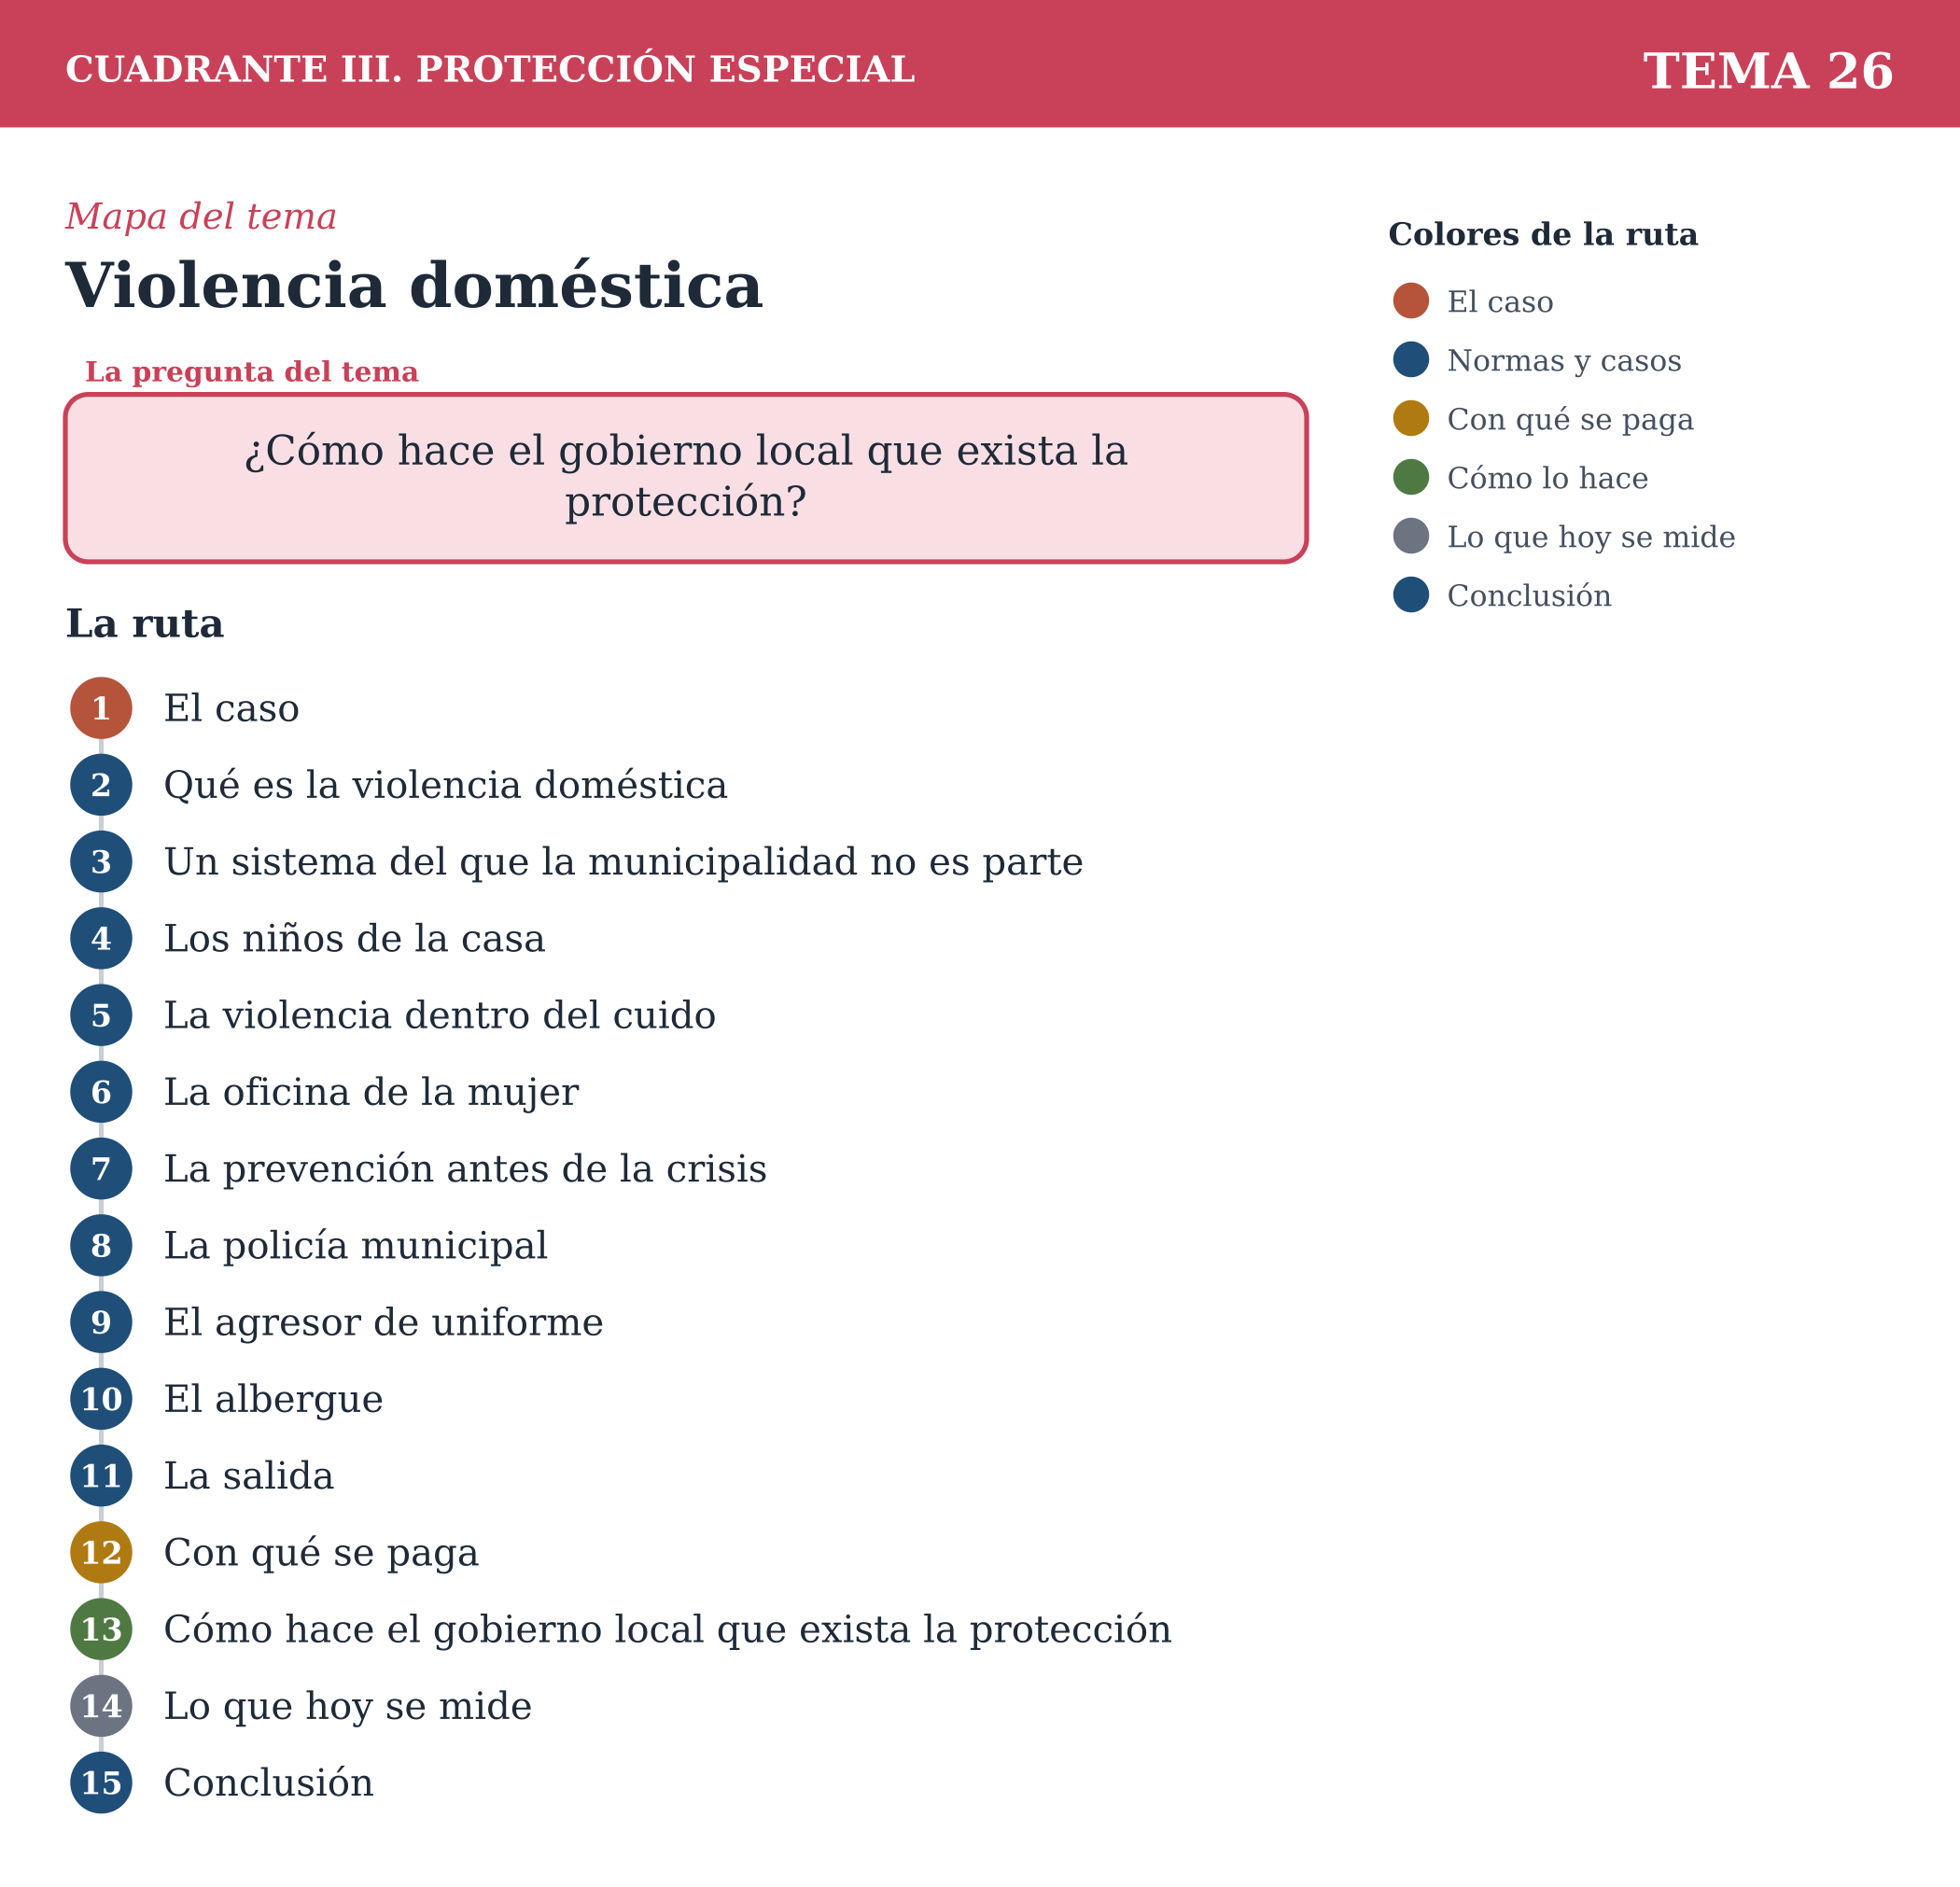 CUADRANTE III. PROTECCIÓN ESPECIAL
TEMA 26
Mapa del tema
Violencia doméstica
La pregunta del tema
¿Cómo hace el gobierno local que exista la
protección?
Colores de la ruta
El caso
Normas y casos
Con qué se paga
Cómo lo hace
Lo que hoy se mide
Conclusión
La ruta
1 El caso
2 Qué es la violencia doméstica
3 Un sistema del que la municipalidad no es parte
4 Los niños de la casa
5 La violencia dentro del cuido
6 La oficina de la mujer
7 La prevención antes de la crisis
8 La policía municipal
9 El agresor de uniforme
10 El albergue
11 La salida
12 Con qué se paga
13 Cómo hace el gobierno local que exista la protección
14 Lo que hoy se mide
15 Conclusión